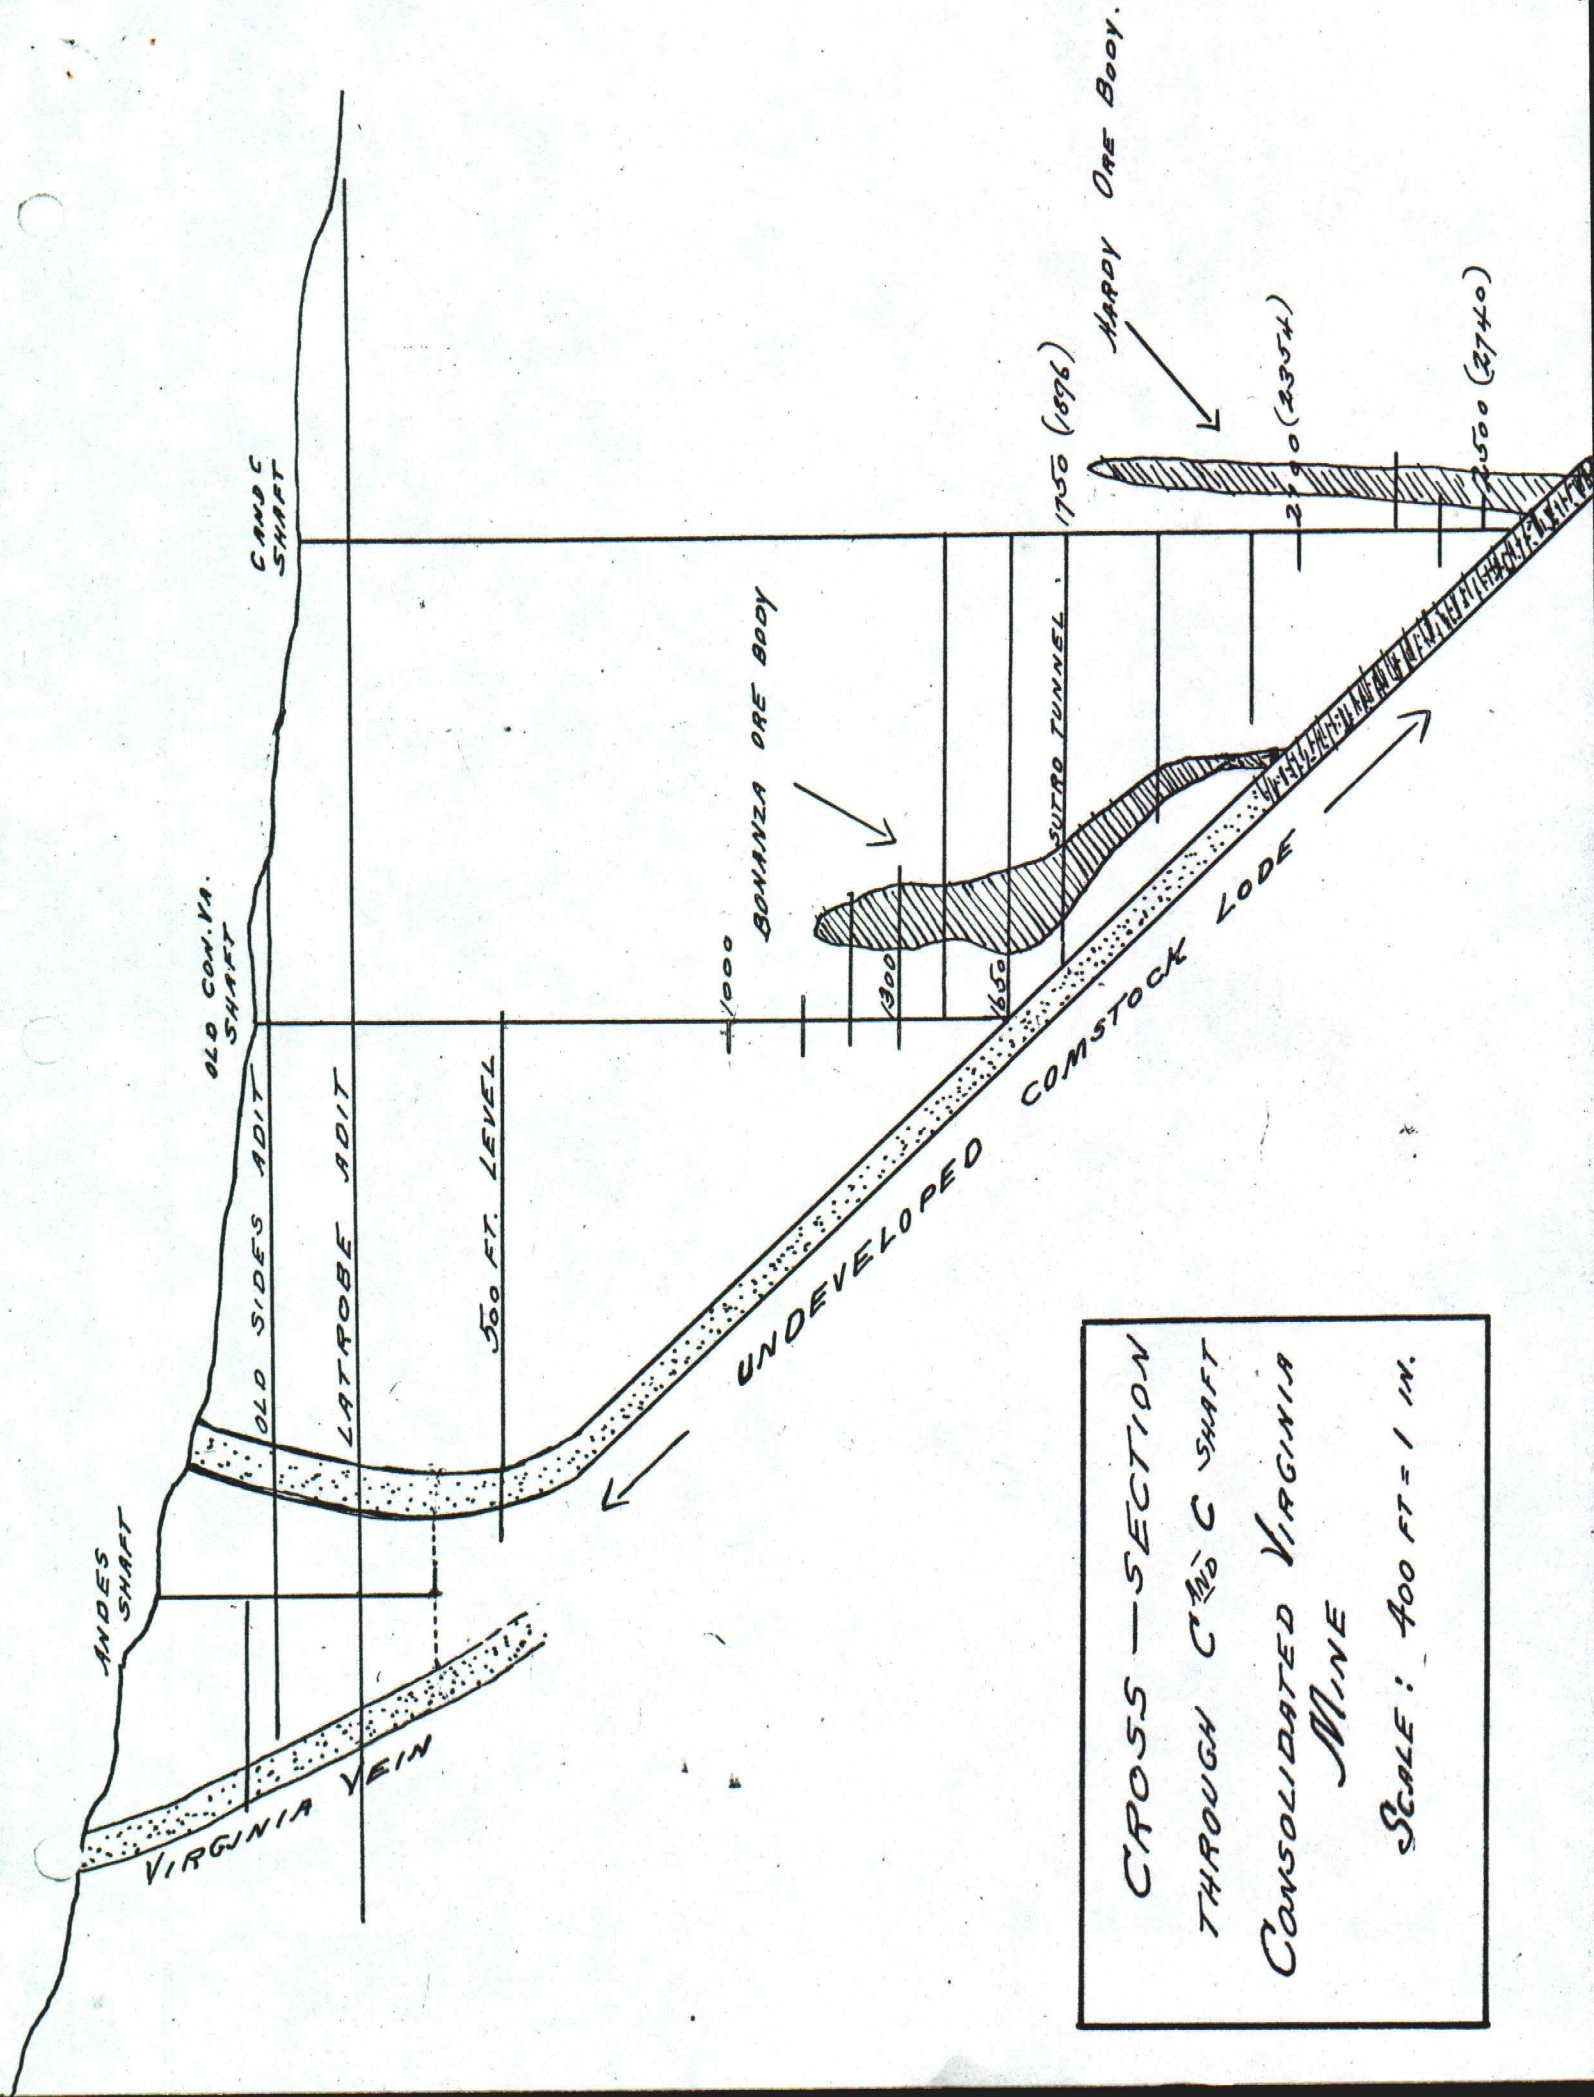 ANDES
SHAFT
OLD CON. VA.
SHAFT
C AND C
SHAFT
OLD SIDES ADIT
LATROBE ADIT
500 FT. LEVEL
VIRGINIA VEIN
1000
BONANZA ORE BODY
1300
1650
SUTRO TUNNEL
1750 (1896)
HARDY ORE BODY.
2500 (2740)
UNDEVELOPED COMSTOCK LODE
CROSS-SECTION
THROUGH C AND C SHAFT
CONSOLIDATED VIRGINIA
MINE
SCALE: 400 FT = 1 IN.